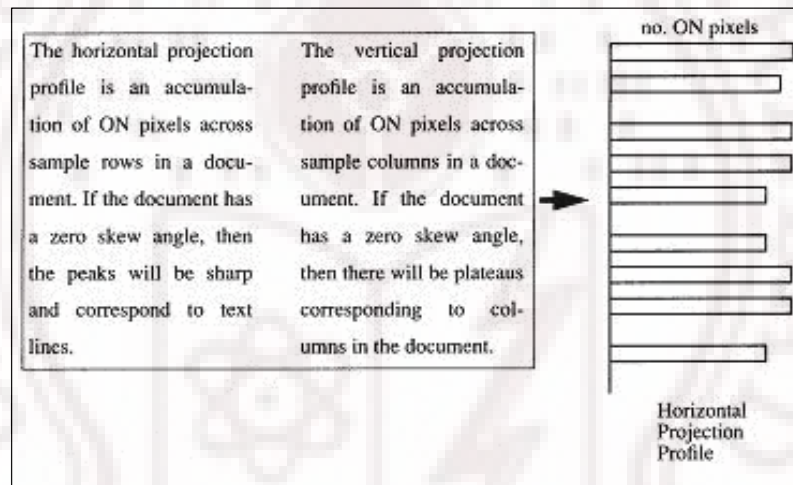 The horizontal projection
profile is an accumula-
tion of ON pixels across
sample rows in a docu-
ment. If the document has
a zero skew angle, then
the peaks will be sharp
and correspond to text
lines.
The vertical projection
profile is an accumula-
tion of ON pixels across
sample columns in a doc-
ument. If the document
has a zero skew angle,
then there will be plateaus
corresponding to col-
umns in the document.
no. ON pixels
Horizontal
Projection
Profile